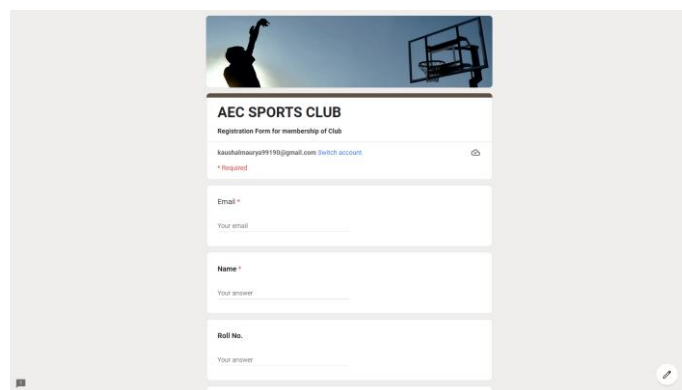 AEC SPORTS CLUB
Registration Form for membership of Club
kaushalmaurya99190@gmail.com Switch account
* Required
Email *
Your email
Name *
Your answer
Roll No.
Your answer